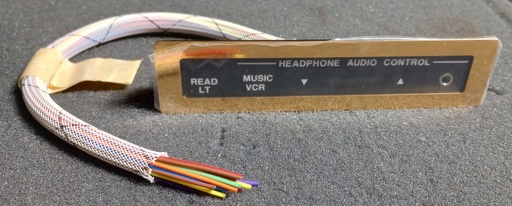 HEADPHONE AUDIO CONTROL
READ LT
MUSIC VCR
▼ ▲